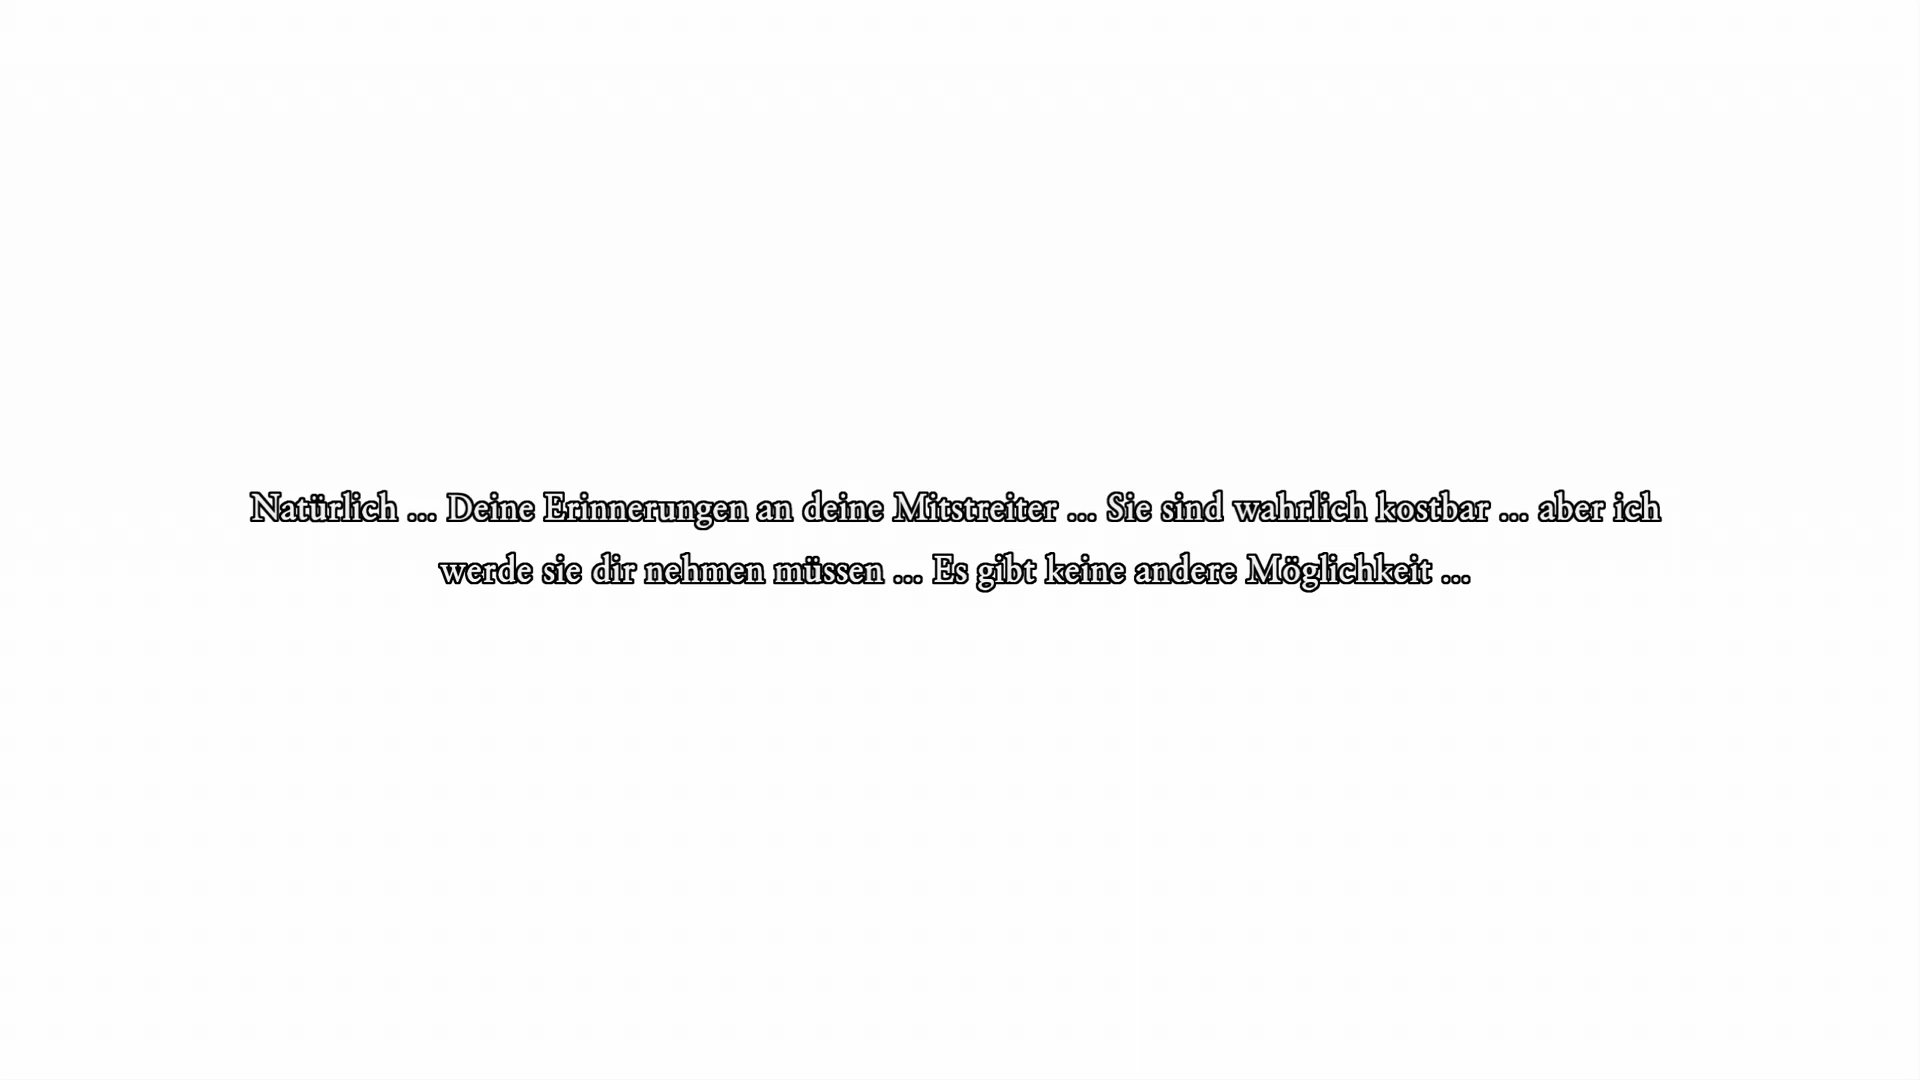 Natürlich ... Deine Erinnerungen an deine Mitstreiter ... Sie sind wahrlich kostbar ... aber ich
werde sie dir nehmen müssen ... Es gibt keine andere Möglichkeit ...